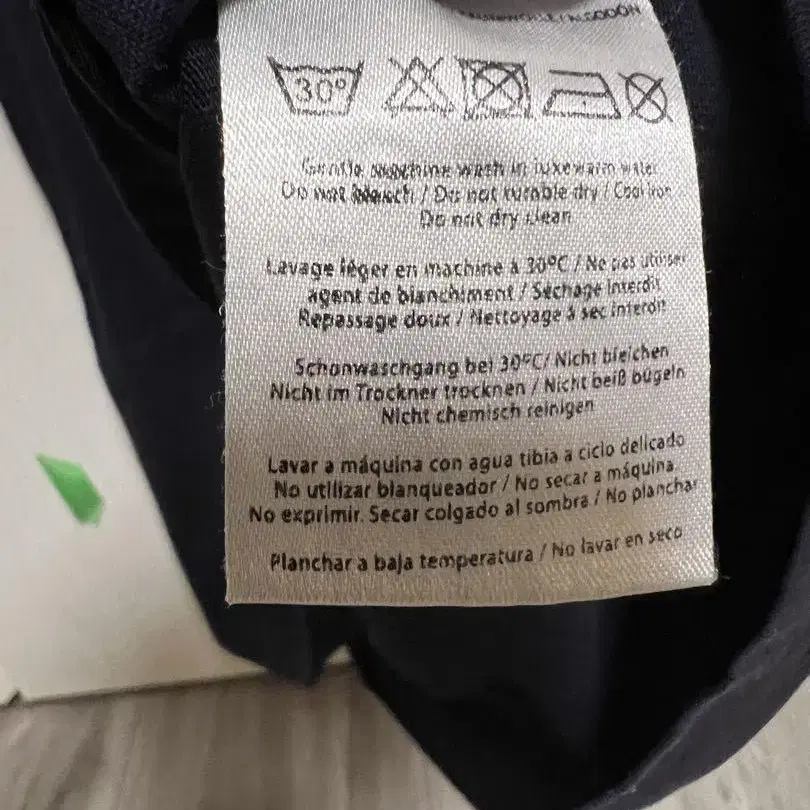 ALGODÓN
30°
Gentle machine wash in lukewarm water
Do not bleach / Do not tumble dry / Cool iron
Do not dry clean
Lavage léger en machine à 30ºC / Ne pas utiliser
agent de blanchiment / Séchage interdit
Repassage doux / Nettoyage à sec interdit
Schonwaschgang bei 30ºC/ Nicht bleichen
Nicht im Trockner trocknen / Nicht beiß bügeln
Nicht chemisch reinigen
Lavar a máquina con agua tibia a ciclo delicado
No utilizar blanqueador / No secar a máquina
No exprimir. Secar colgado al sombra / No planchar
Planchar a baja temperatura / No lavar en seco